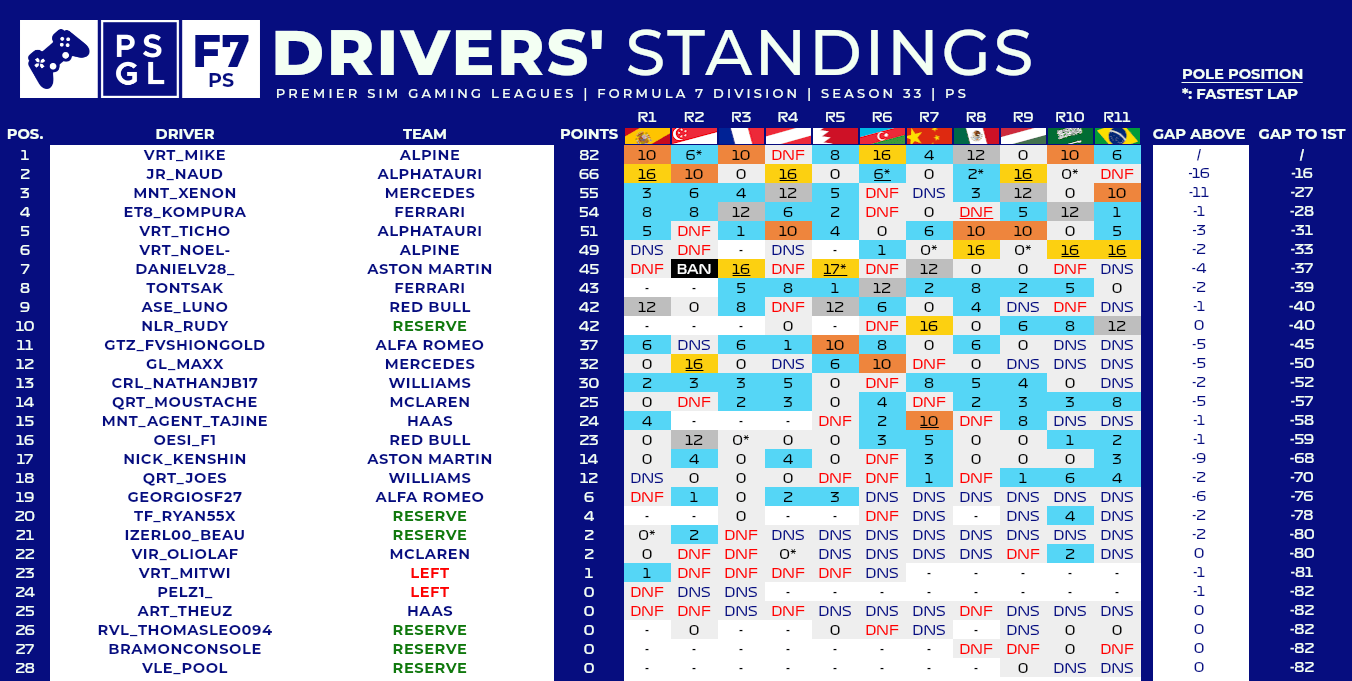 PS GL F7 PS DRIVERS' STANDINGS
PREMIER SIM GAMING LEAGUES | FORMULA 7 DIVISION | SEASON 33 | PS
POLE POSITION
*: FASTEST LAP
R1 R2 R3 R4 R5 R6 R7 R8 R9 R10 R11
POS. DRIVER TEAM POINTS GAP ABOVE GAP TO 1ST
1 VRT_MIKE ALPINE 82 10 6* 10 DNF 8 16 4 12 0 10 6 / /
2 JR_NAUD ALPHATAURI 66 16 10 0 16 0 6* 0 2* 16 0* DNF -16 -16
3 MNT_XENON MERCEDES 55 3 6 4 12 5 DNF DNS 3 12 0 10 -11 -27
4 ET8_KOMPURA FERRARI 54 8 8 12 6 2 DNF 0 DNF 5 12 1 -1 -28
5 VRT_TICHO ALPHATAURI 51 5 DNF 1 10 4 0 6 10 10 0 5 -3 -31
6 VRT_NOEL- ALPINE 49 DNS DNF - DNS - 1 0* 16 0* 16 16 -2 -33
7 DANIELV28_ ASTON MARTIN 45 DNF BAN 16 DNF 17* DNF 12 0 0 DNF DNS -4 -37
8 TONTSAK FERRARI 43 - - 5 8 1 12 2 8 2 5 0 -2 -39
9 ASE_LUNO RED BULL 42 12 0 8 DNF 12 6 0 4 DNS DNF DNS -1 -40
10 NLR_RUDY RESERVE 42 - - - 0 - DNF 16 0 6 8 12 0 -40
11 GTZ_FVSHIONGOLD ALFA ROMEO 37 6 DNS 6 1 10 8 0 6 0 DNS DNS -5 -45
12 GL_MAXX MERCEDES 32 0 16 0 DNS 6 10 DNF 0 DNS DNS DNS -5 -50
13 CRL_NATHANJB17 WILLIAMS 30 2 3 3 5 0 DNF 8 5 4 0 DNS -2 -52
14 QRT_MOUSTACHE MCLAREN 25 0 DNF 2 3 0 4 DNF 2 3 3 8 -5 -57
15 MNT_AGENT_TAJINE HAAS 24 4 - - - DNF 2 10 DNF 8 DNS DNS -1 -58
16 OESI_F1 RED BULL 23 0 12 0* 0 0 3 5 0 0 1 2 -1 -59
17 NICK_KENSHIN ASTON MARTIN 14 0 4 0 4 0 DNF 3 0 0 0 3 -9 -68
18 QRT_JOES WILLIAMS 12 DNS 0 0 0 DNF DNF 1 DNF 1 6 4 -2 -70
19 GEORGIOSF27 ALFA ROMEO 6 DNF 1 0 2 3 DNS DNS DNS DNS DNS DNS -6 -76
20 TF_RYAN55X RESERVE 4 - - 0 - - DNF DNS - DNS 4 DNS -2 -78
21 IZERL00_BEAU RESERVE 2 0* 2 DNF DNS DNS DNS DNS DNS DNS DNS DNS -2 -80
22 VIR_OLIOLAF MCLAREN 2 0 DNF DNF 0* DNS DNS DNS DNS DNF 2 DNS 0 -80
23 VRT_MITWI LEFT 1 1 DNF DNF DNF DNF DNS - - - - - -1 -81
24 PELZ1_ LEFT 0 DNF DNS DNS - - - - - - - - -1 -82
25 ART_THEUZ HAAS 0 DNF DNF DNS DNF DNS DNS DNS DNF DNS DNS DNS 0 -82
26 RVL_THOMASLEO094 RESERVE 0 - 0 - - 0 DNF DNS - DNS 0 0 0 -82
27 BRAMONCONSOLE RESERVE 0 - - - - - - - DNF DNF 0 DNF 0 -82
28 VLE_POOL RESERVE 0 - - - - - - - - 0 DNS DNS 0 -82